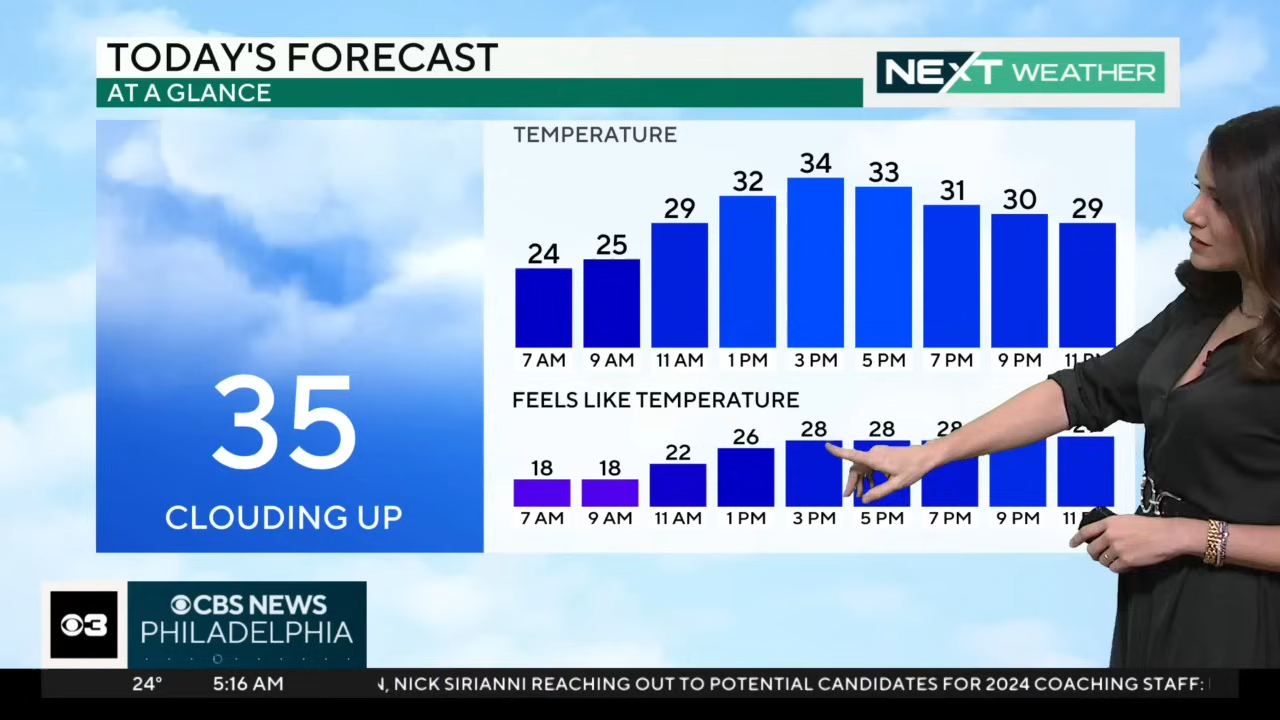 TODAY'S FORECAST
AT A GLANCE
NEXT WEATHER
35
CLOUDING UP
TEMPERATURE
24 25 29 32 34 33 31 30 29
7 AM 9 AM 11 AM 1 PM 3 PM 5 PM 7 PM 9 PM
FEELS LIKE TEMPERATURE
18 18 22 26 28 28 28
7 AM 9 AM 11 AM 1 PM 3 PM 5 PM 7 PM 9 PM
3
CBS NEWS
PHILADELPHIA
24° 5:16 AM NICK SIRIANNI REACHING OUT TO POTENTIAL CANDIDATES FOR 2024 COACHING STAFF: